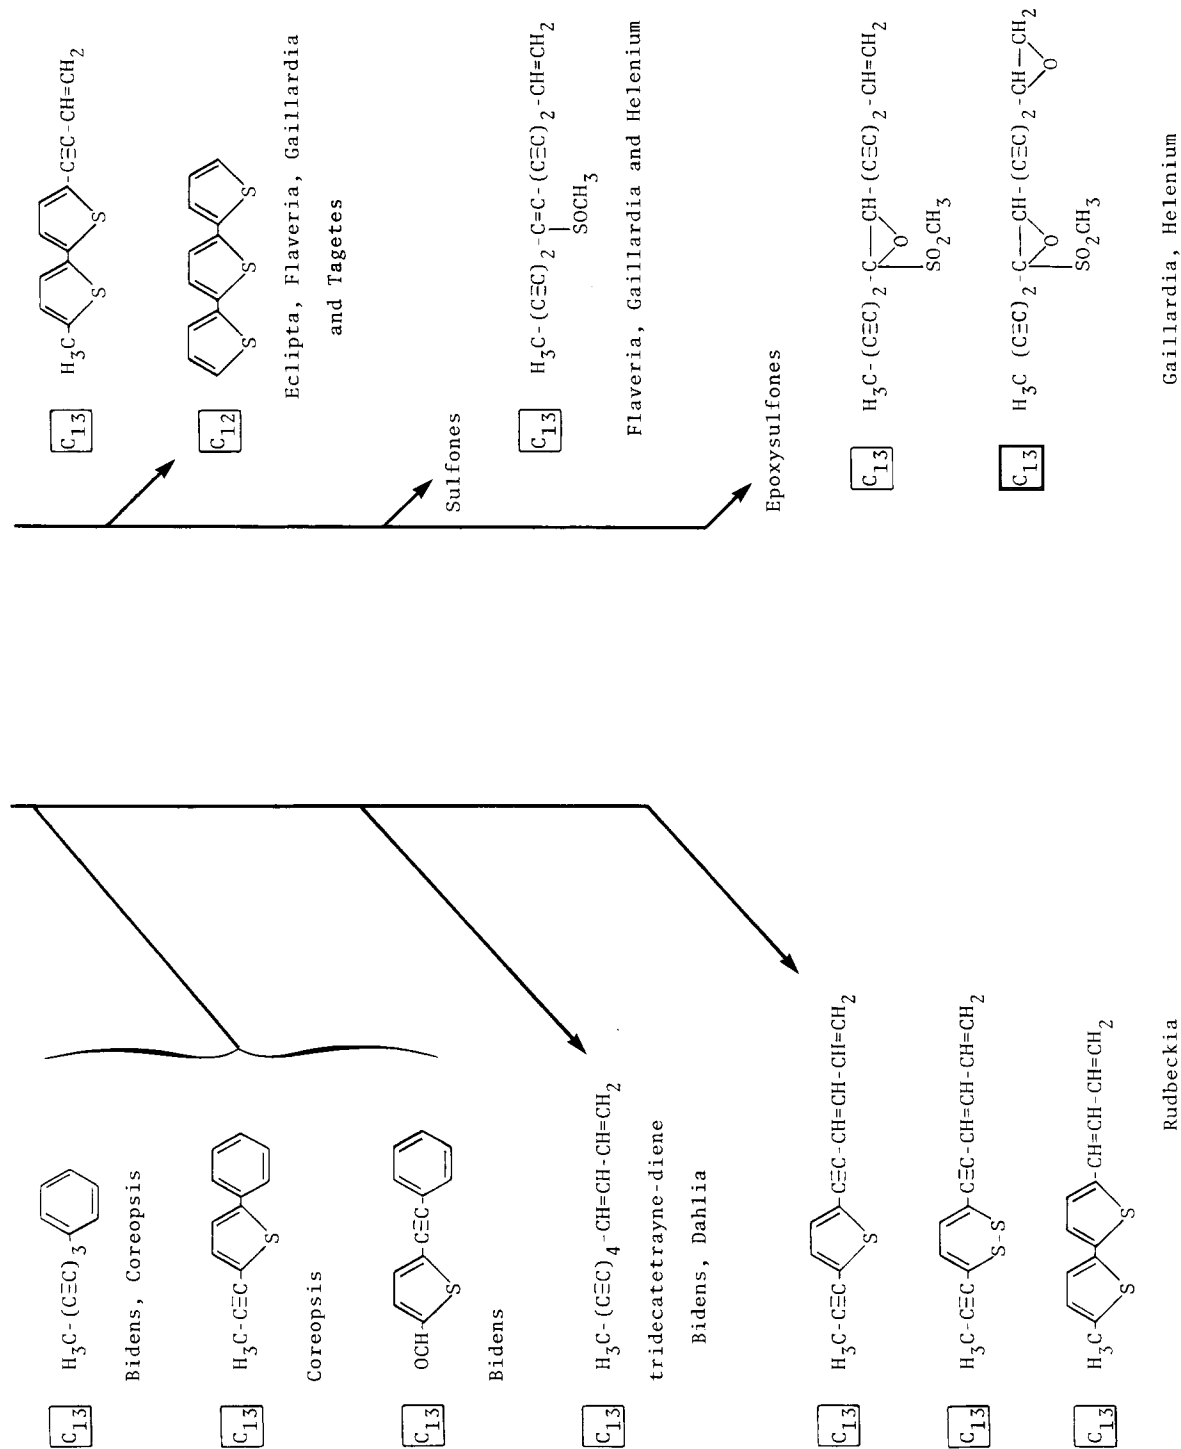 C13 H3C-(C≡C)3
Bidens, Coreopsis
C13 H3C-C≡C S
Coreopsis
C13 OCH S C≡C
Bidens
C13 H3C-(C≡C)4-CH=CH-CH=CH2
tridecatetrayne-diene
Bidens, Dahlia
C13 H3C-C≡C S C≡C-CH=CH-CH=CH2
C13 H3C-C≡C S-S C≡C-CH=CH-CH=CH2
C13 H3C S S CH=CH-CH=CH2
Rudbeckia
C13 H3C S S C≡C-CH=CH2
C12 S S S
Eclipta, Flaveria, Gaillardia
and Tagetes
Sulfones
C13 H3C-(C≡C)2-C=C-(C≡C)2-CH=CH2
SOCH3
Flaveria, Gaillardia and Helenium
Epoxysulfones
C13 H3C-(C≡C)2-C—CH-(C≡C)2-CH=CH2
O
SO2CH3
C13 H3C (C≡C)2-C—CH-(C≡C)2-CH—CH2
O O
SO2CH3
Gaillardia, Helenium